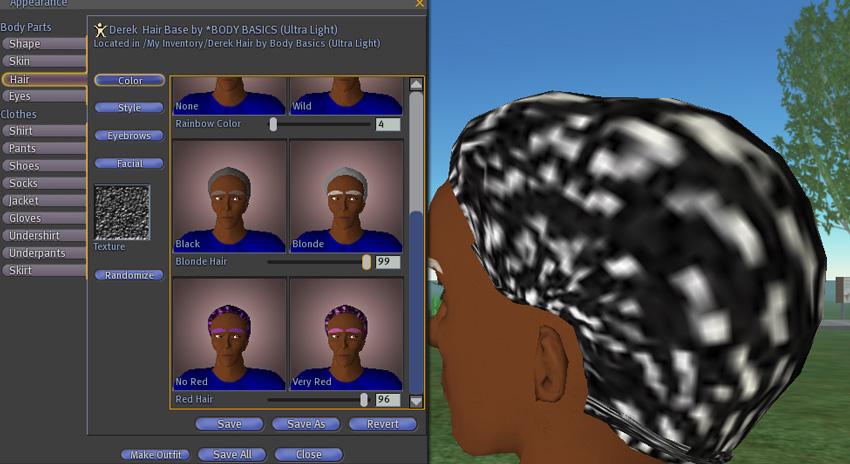 Appearance
Body Parts
Shape
Skin
Hair
Eyes
Clothes
Shirt
Pants
Shoes
Socks
Jacket
Gloves
Undershirt
Underpants
Skirt
Derek Hair Base by *BODY BASICS (Ultra Light)
Located in /My Inventory/Derek Hair by Body Basics (Ultra Light)
Color
Style
Eyebrows
Facial
Texture
Randomize
None Wild
Rainbow Color 4
Black Blonde
Blonde Hair 99
No Red Very Red
Red Hair 96
Save Save As Revert
Make Outfit Save All Close